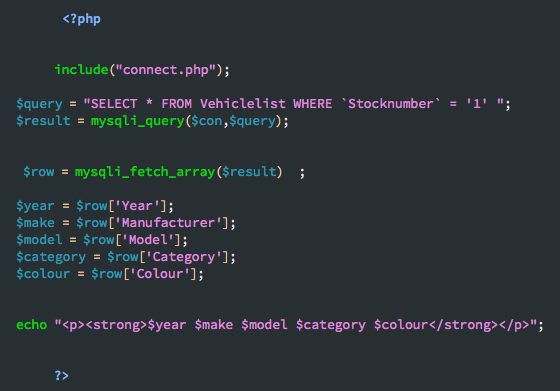 <?php
include("connect.php");
$query = "SELECT * FROM Vehiclelist WHERE `Stocknumber` = '1' ";
$result = mysqli_query($con,$query);
$row = mysqli_fetch_array($result)  ;
$year = $row['Year'];
$make = $row['Manufacturer'];
$model = $row['Model'];
$category = $row['Category'];
$colour = $row['Colour'];
echo "<p><strong>$year $make $model $category $colour</strong></p>";
?>